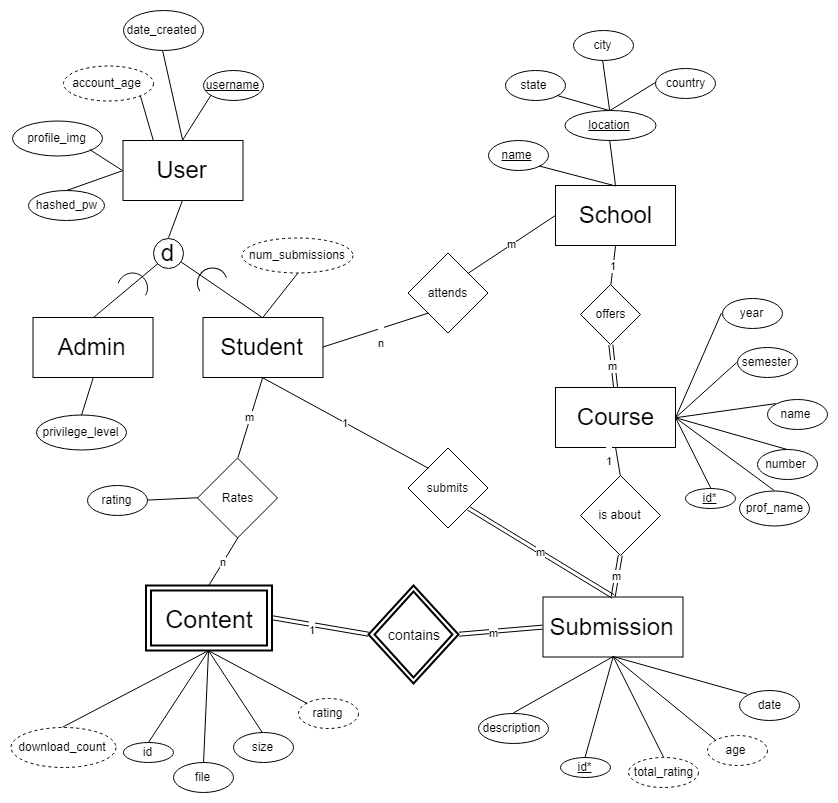 date_created
city
account_age
username
state
country
location
profile_img
name
User
hashed_pw
School
d
num_submissions
m
1
attends
offers
year
n
Admin
Student
m
semester
name
Course
m
1
privilege_level
1
number
submits
id*
rating
Rates
prof_name
is about
m
n
m
Content
1
contains
m
Submission
rating
date
description
download_count
id
size
age
file
id*
total_rating